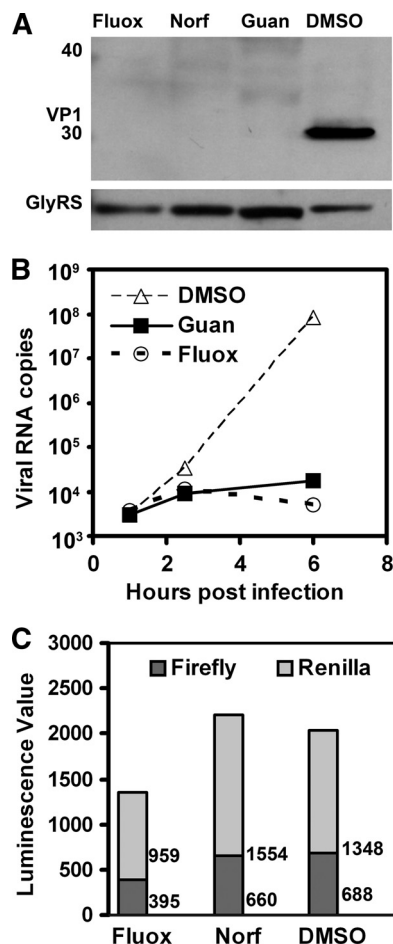 A
Fluox Norf Guan DMSO
40
VP1
30
GlyRS
B
10⁹
10⁸
10⁷
10⁶
10⁵
10⁴
10³
DMSO
Guan
Fluox
Viral RNA copies
0 2 4 6 8
Hours post infection
C
3000
2500
2000
1500
1000
500
0
Firefly Renilla
Luminescence Value
959 1554 1348
395 660 688
Fluox Norf DMSO